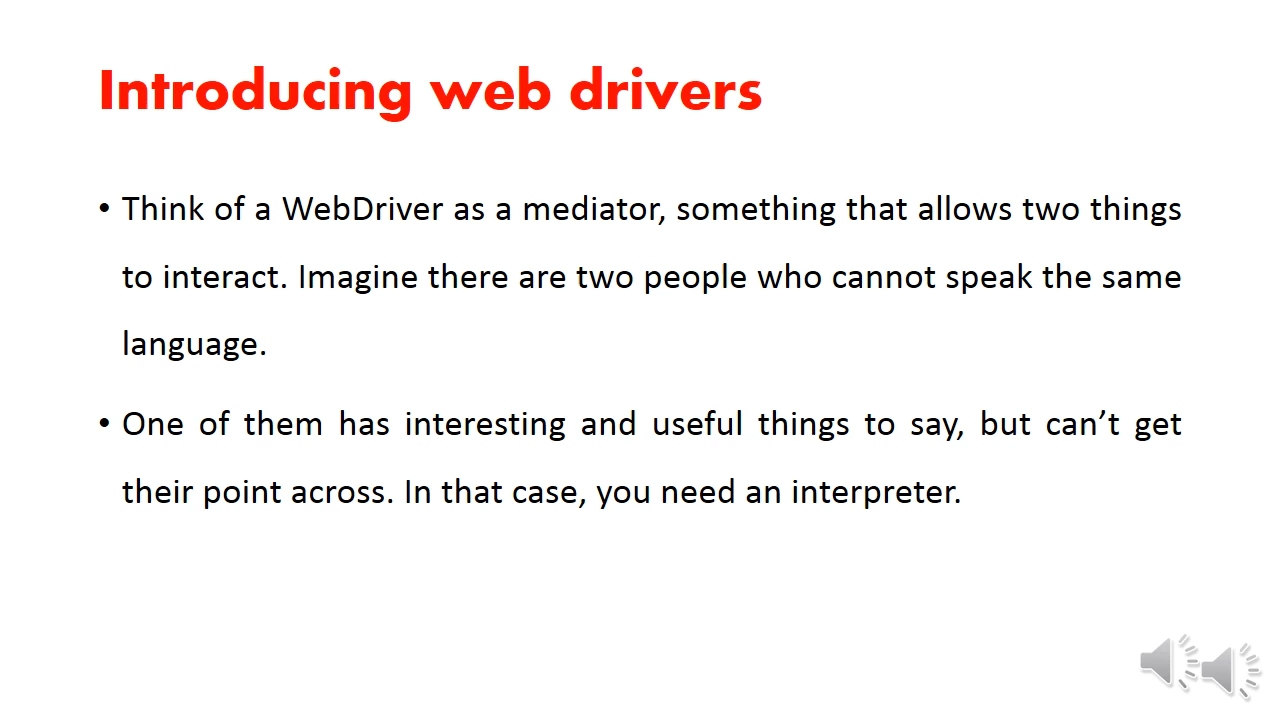 Introducing web drivers
• Think of a WebDriver as a mediator, something that allows two things
to interact. Imagine there are two people who cannot speak the same
language.
• One of them has interesting and useful things to say, but can’t get
their point across. In that case, you need an interpreter.